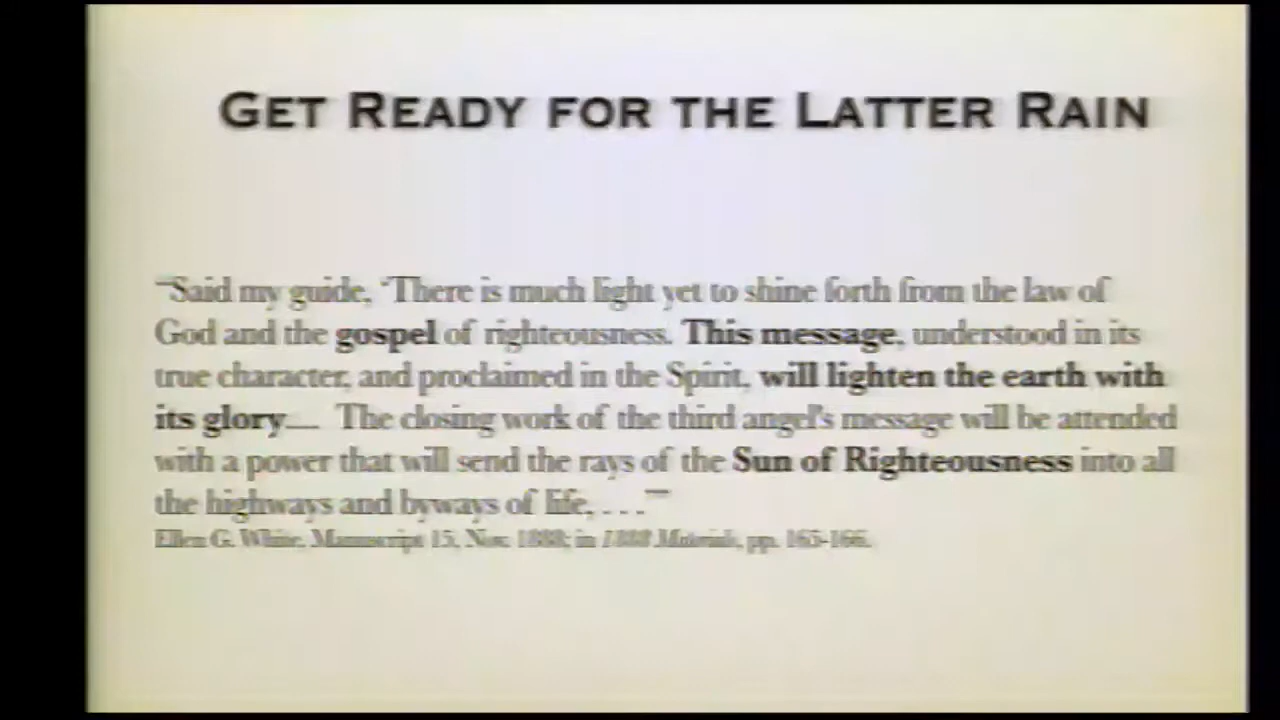 GET READY FOR THE LATTER RAIN
"Said my guide, 'There is much light yet to shine forth from the law of
God and the gospel of righteousness. This message, understood in its
true character, and proclaimed in the Spirit, will lighten the earth with
its glory.... The closing work of the third angel's message will be attended
with a power that will send the rays of the Sun of Righteousness into all
the highways and byways of life, . . .'"
Ellen G. White, Manuscript 15, Nov. 1888; in 1888 Materials, pp. 165-166.